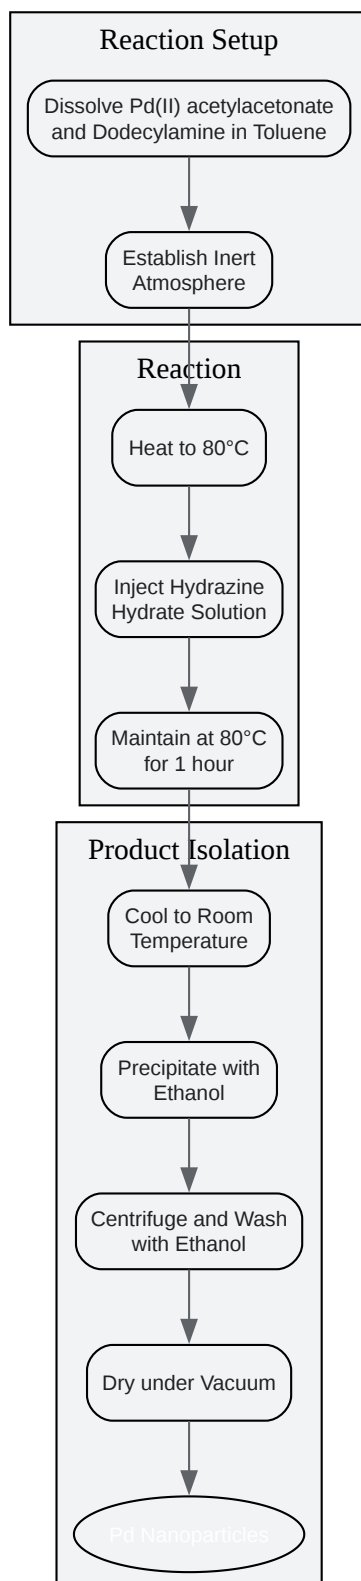 Reaction Setup
Dissolve Pd(II) acetylacetonate
and Dodecylamine in Toluene
Establish Inert
Atmosphere
Reaction
Heat to 80°C
Inject Hydrazine
Hydrate Solution
Maintain at 80°C
for 1 hour
Product Isolation
Cool to Room
Temperature
Precipitate with
Ethanol
Centrifuge and Wash
with Ethanol
Dry under Vacuum
Pd Nanoparticles